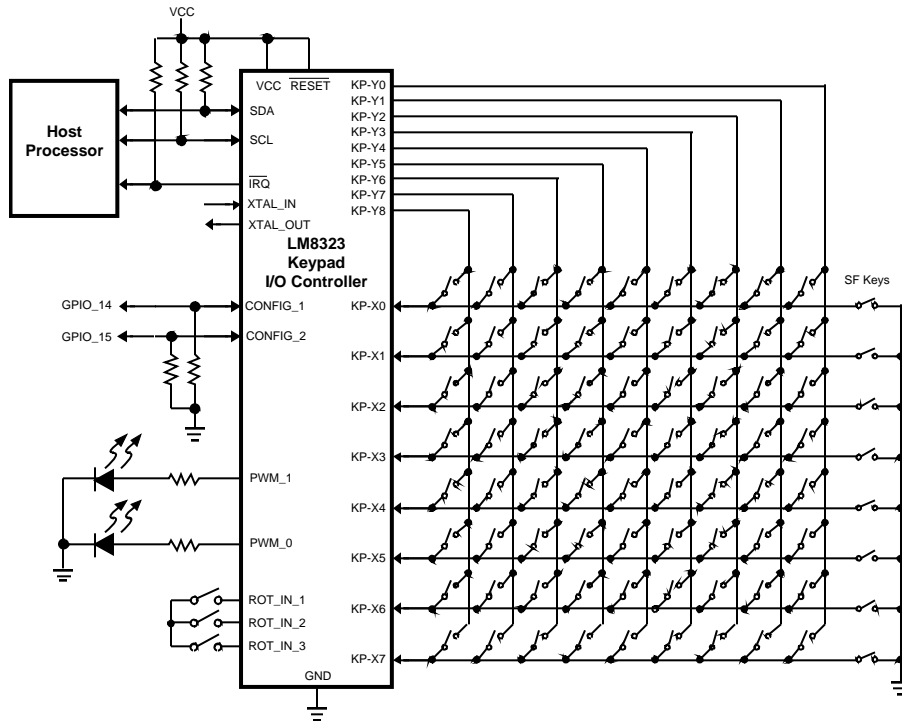 VCC
VCC RESET
Host
Processor
SDA
SCL
IRQ
XTAL_IN
XTAL_OUT
LM8323
Keypad
I/O Controller
GPIO_14
CONFIG_1
GPIO_15
CONFIG_2
PWM_1
PWM_0
ROT_IN_1
ROT_IN_2
ROT_IN_3
GND
KP-Y0
KP-Y1
KP-Y2
KP-Y3
KP-Y4
KP-Y5
KP-Y6
KP-Y7
KP-Y8
SF Keys
KP-X0
KP-X1
KP-X2
KP-X3
KP-X4
KP-X5
KP-X6
KP-X7